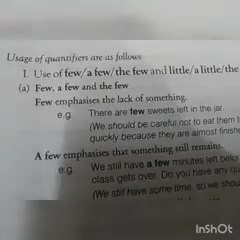 Usage of quantifiers are as follows
I. Use of few/a few/the few and little/a little/the
(a) Few, a few and the few
Few emphasises the lack of something.
e.g. There are few sweets left in the jar.
(We should be careful not to eat them
quickly because they are almost finishe
A few emphasises that something still remains.
e.g. We still have a few minutes left befo
class gets over. Do you have any qu
(We still have some time, so we shou
InShOt